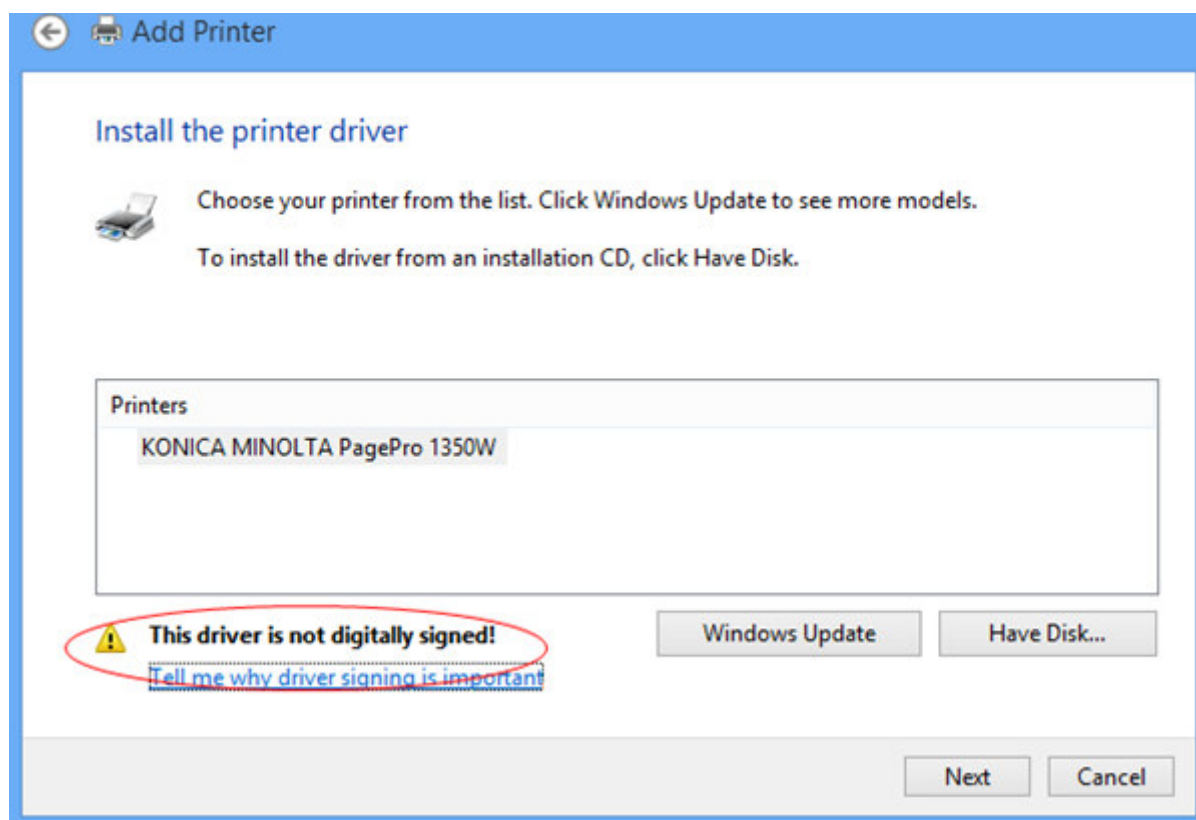 Add Printer
Install the printer driver
Choose your printer from the list. Click Windows Update to see more models.
To install the driver from an installation CD, click Have Disk.
Printers
KONICA MINOLTA PagePro 1350W
This driver is not digitally signed!
Windows Update
Have Disk...
Tell me why driver signing is important
Next
Cancel